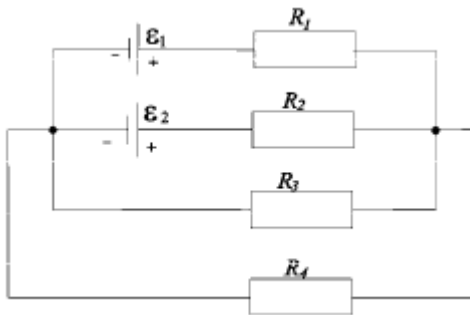 ε₁ R₁
- +
ε₂ R₂
- +
R₃
R₄